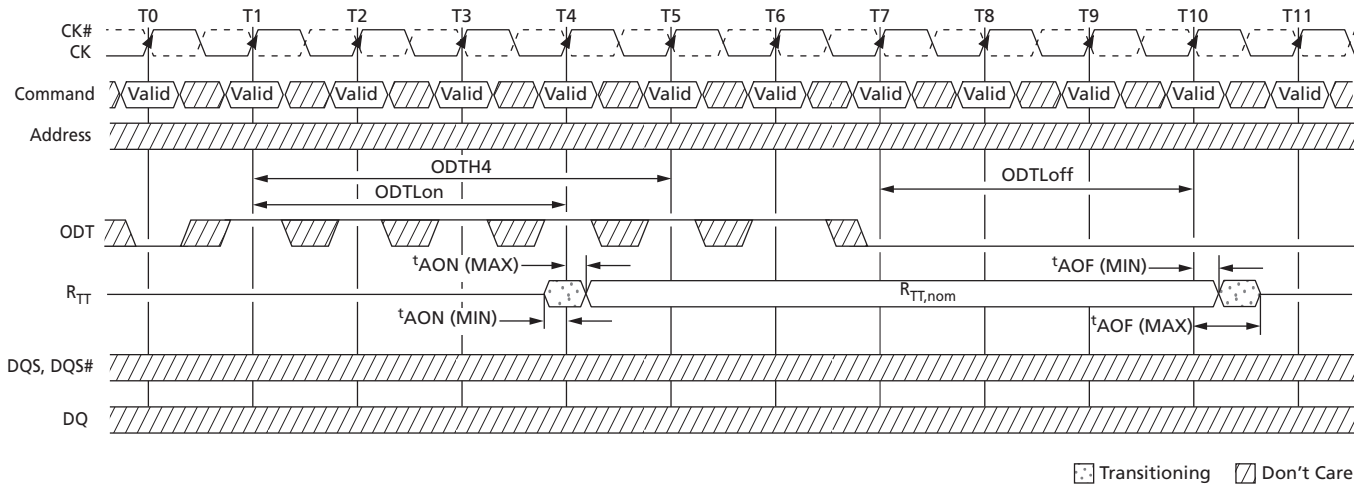 T0 T1 T2 T3 T4 T5 T6 T7 T8 T9 T10 T11
CK#
CK
Command Valid Valid Valid Valid Valid Valid Valid Valid Valid Valid Valid Valid
Address
ODTH4
ODTLon
ODTLoff
ODT
tAON (MAX)
tAOF (MIN)
RTT
RTT,nom
tAON (MIN)
tAOF (MAX)
DQS, DQS#
DQ
Transitioning Don't Care